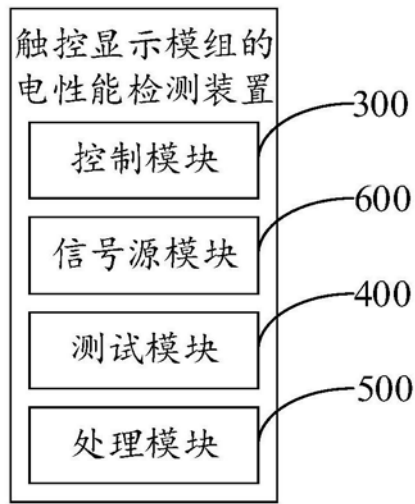 触控显示模组的
电性能检测装置
控制模块
300
信号源模块
600
测试模块
400
处理模块
500